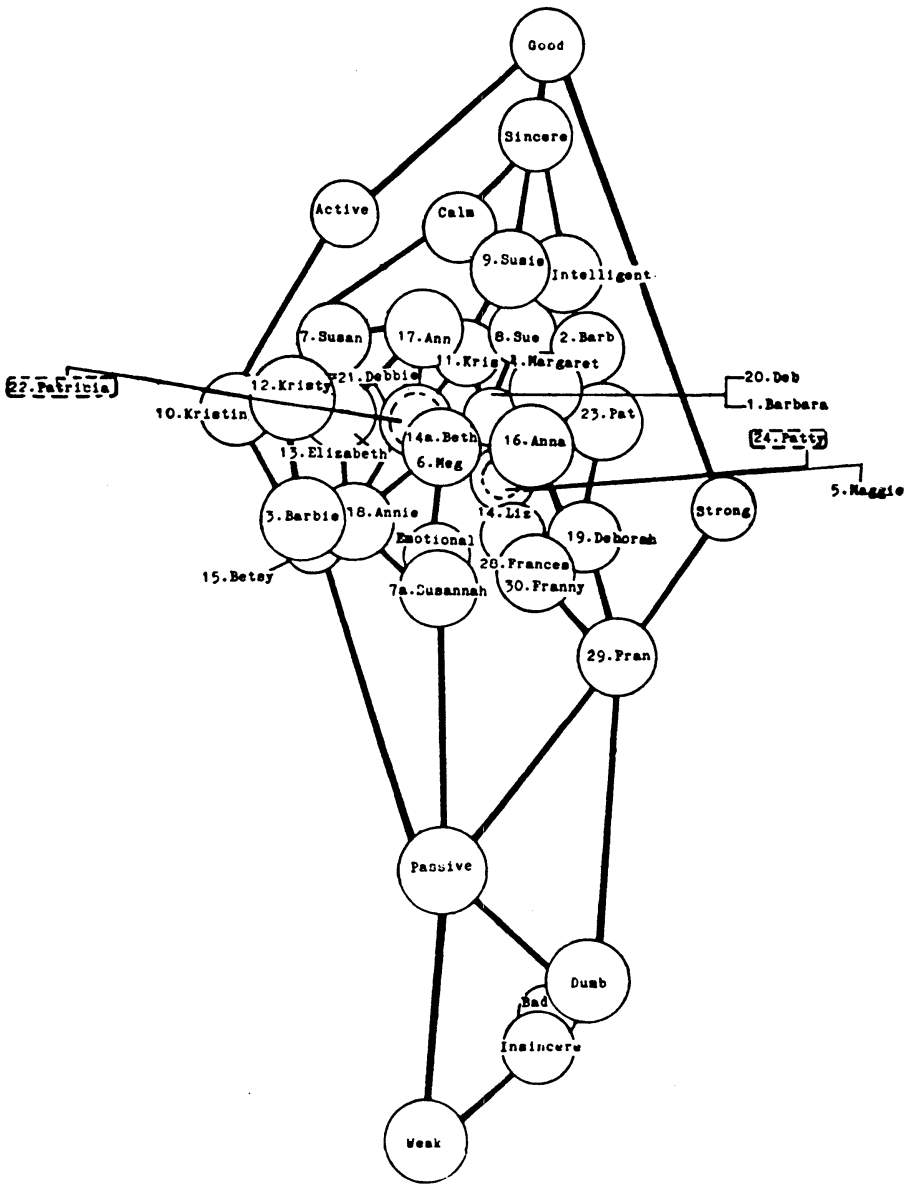 Good
Sincere
Active
Calm
9.Susie
Intelligent
7.Susan
17.Ann
8.Sue
2.Barb
11.Kris
4.Margaret
22.Patricia
12.Kristy
21.Debbie
20.Deb
10.Kristin
1.Barbara
23.Pat
14a.Beth
16.Anna
24.Patty
13.Elizabeth
6.Meg
5.Maggie
3.Barbie
18.Annie
14.Liz
Strong
Emotional
19.Deborah
15.Betsy
28.Frances
7a.Susannah
30.Franny
29.Fran
Passive
Dumb
Bad
Insincere
Weak